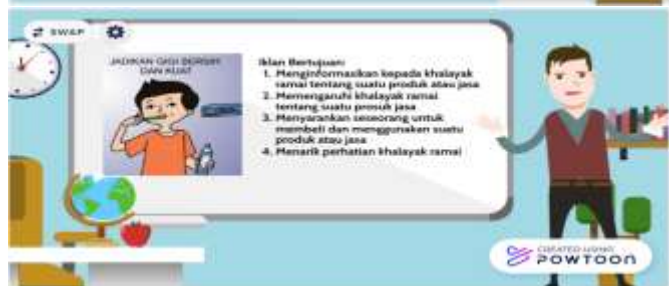 SWAP
JADIKAN GIGI BERSIH
DAN KUAT
Iklan Bertujuan:
1. Menginformasikan kepada khalayak
ramai tentang suatu produk atau jasa
2. Memengaruhi khalayak ramai
tentang suatu prosuk jasa
3. Menyarankan seseorang untuk
membeli dan menggunakan suatu
produk atau jasa
4. Menarik perhatian khalayak ramai
CREATED USING
POWTOON